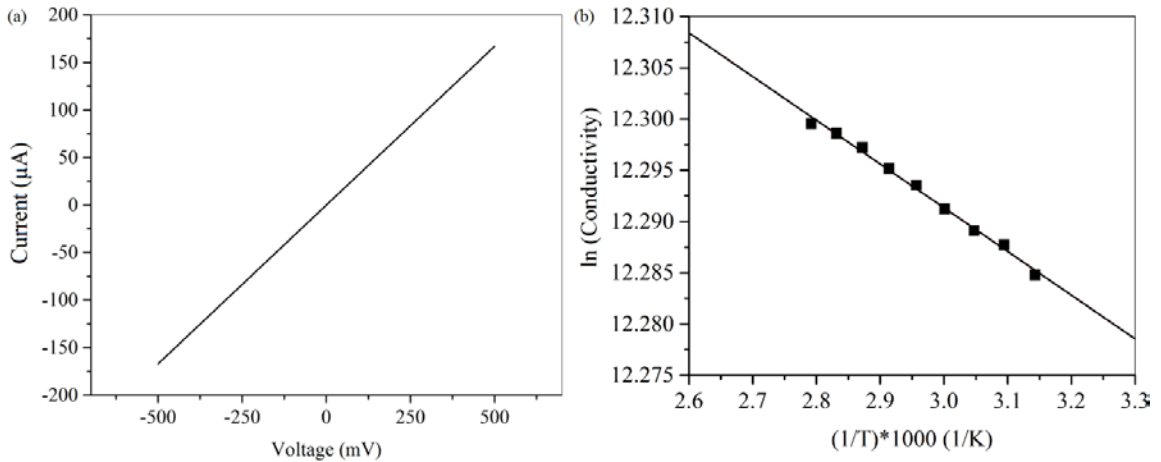 (a)
200
150
100
50
0
-50
-100
-150
-200
Current (µA)
-500 -250 0 250 500
Voltage (mV)
(b)
12.310
12.305
12.300
12.295
12.290
12.285
12.280
12.275
ln (Conductivity)
2.6 2.7 2.8 2.9 3.0 3.1 3.2 3.3
(1/T)*1000 (1/K)